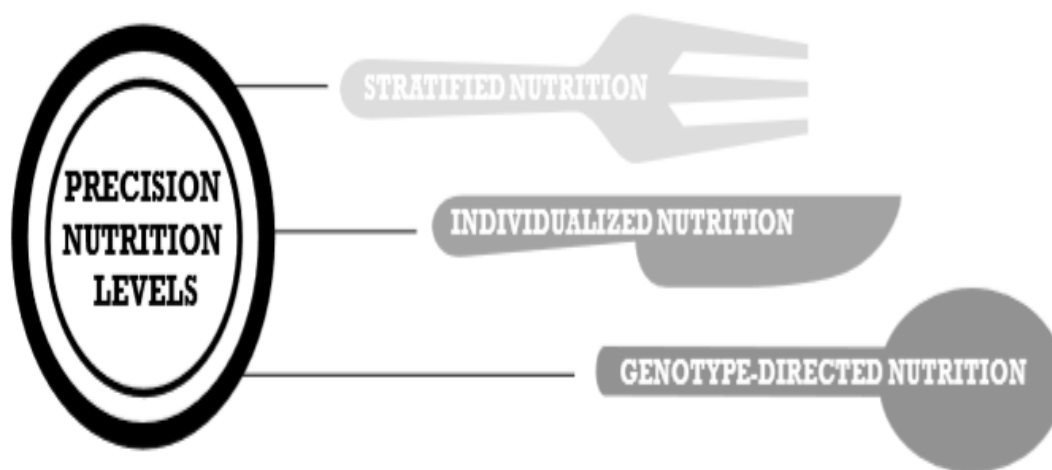 PRECISION
NUTRITION
LEVELS
STRATIFIED NUTRITION
INDIVIDUALIZED NUTRITION
GENOTYPE-DIRECTED NUTRITION